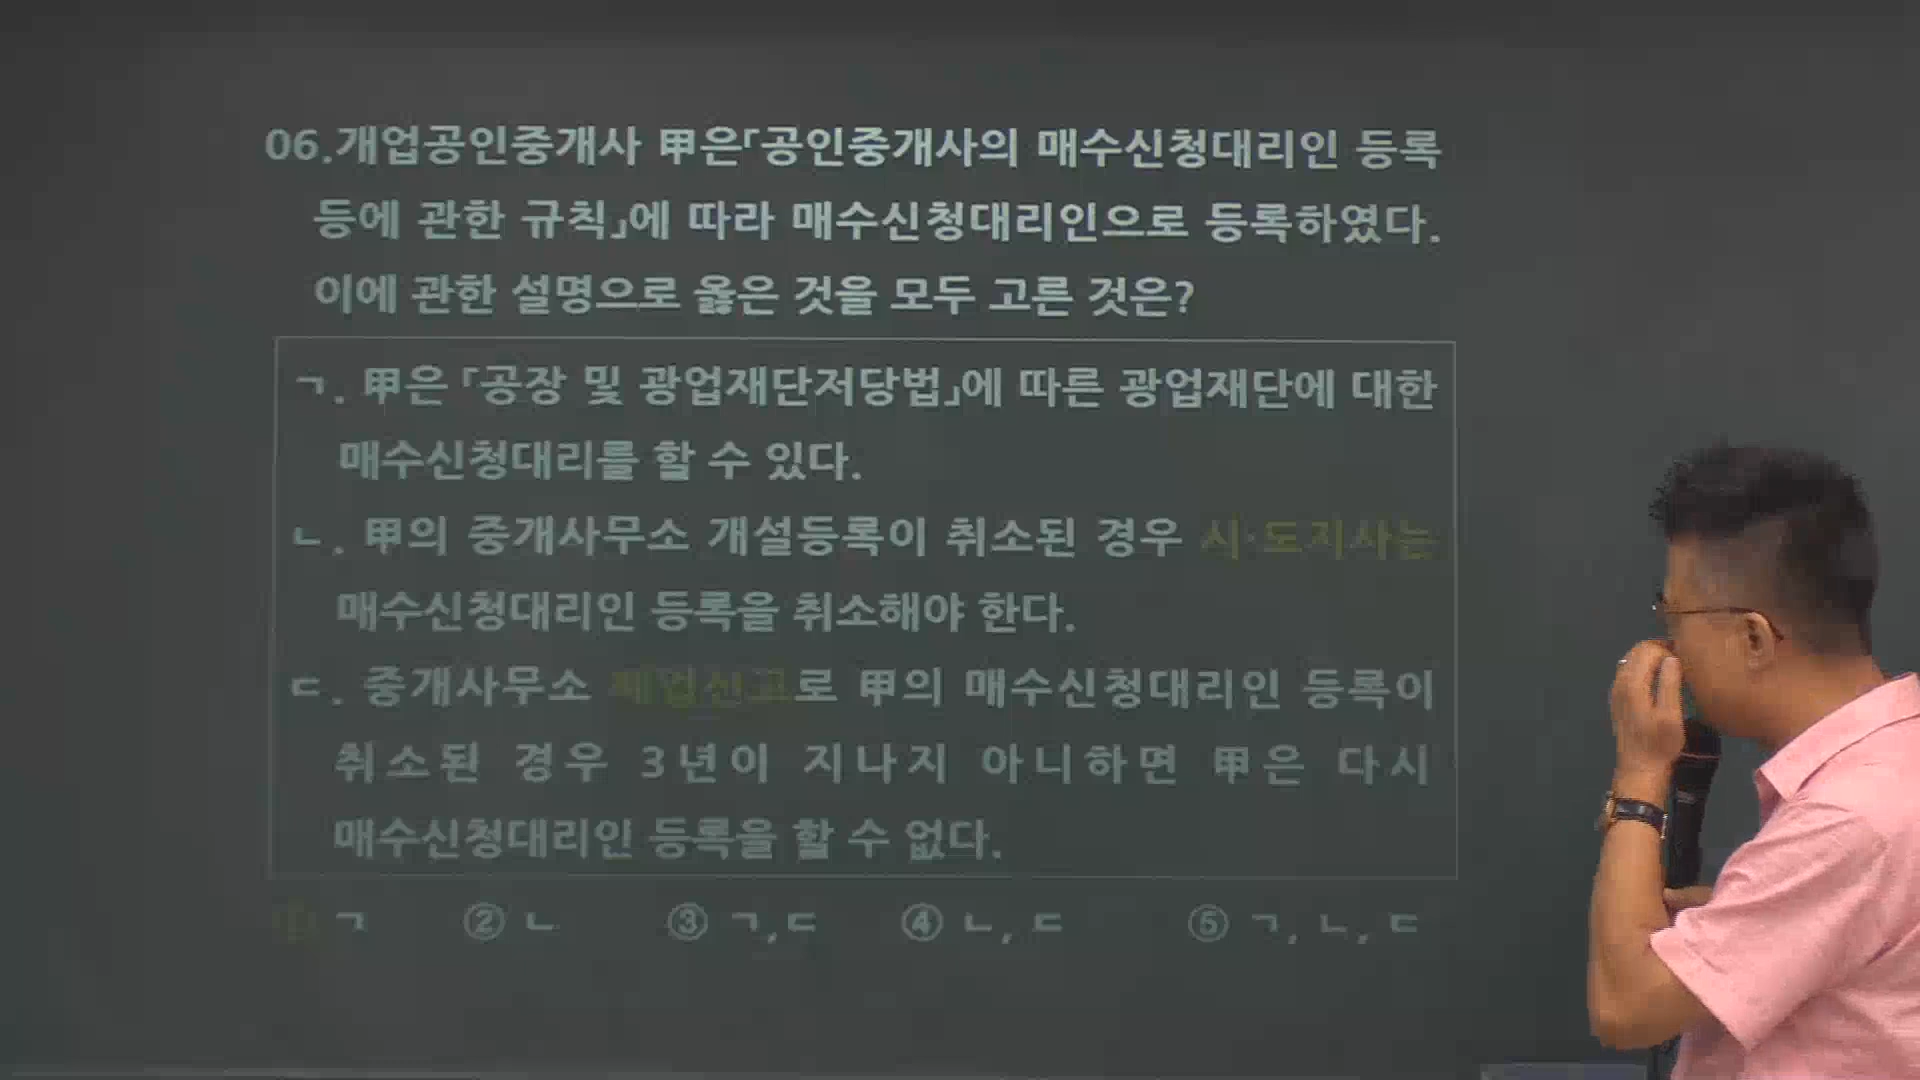 06.개업공인중개사 甲은「공인중개사의 매수신청대리인 등록
등에 관한 규칙」에 따라 매수신청대리인으로 등록하였다.
이에 관한 설명으로 옳은 것을 모두 고른 것은?
ㄱ. 甲은 「공장 및 광업재단저당법」에 따른 광업재단에 대한
매수신청대리를 할 수 있다.
ㄴ. 甲의 중개사무소 개설등록이 취소된 경우 시·도지사는
매수신청대리인 등록을 취소해야 한다.
ㄷ. 중개사무소 폐업신고로 甲의 매수신청대리인 등록이
취소된 경우 3년이 지나지 아니하면 甲은 다시
매수신청대리인 등록을 할 수 없다.
① ㄱ ② ㄴ ③ ㄱ,ㄷ ④ ㄴ, ㄷ ⑤ ㄱ, ㄴ, ㄷ